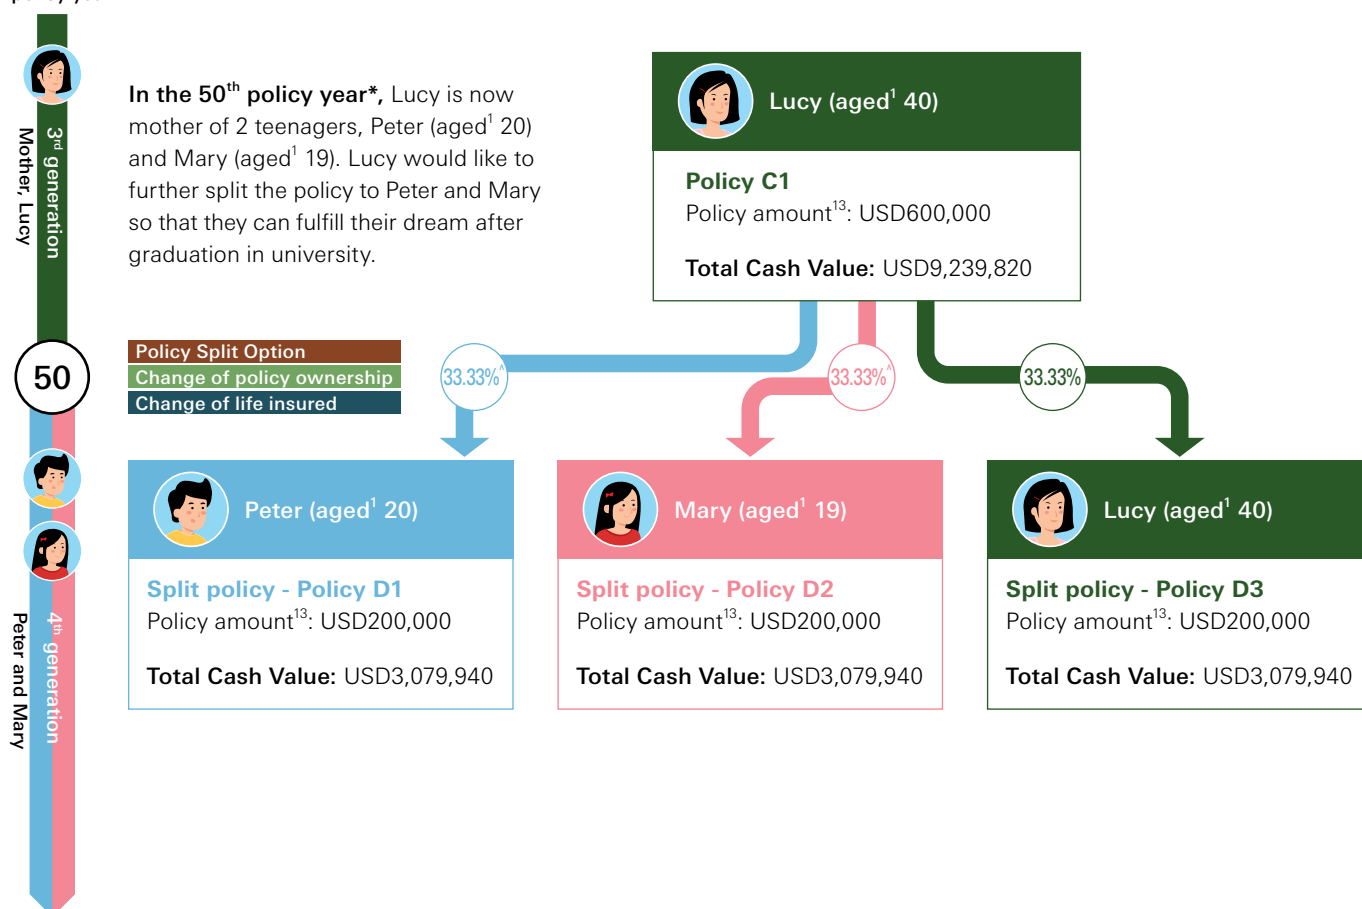 3rd generation
Mother, Lucy
In the 50th policy year*, Lucy is now
mother of 2 teenagers, Peter (aged1 20)
and Mary (aged1 19). Lucy would like to
further split the policy to Peter and Mary
so that they can fulfill their dream after
graduation in university.
Lucy (aged1 40)
Policy C1
Policy amount13: USD600,000
Total Cash Value: USD9,239,820
50
Policy Split Option
Change of policy ownership
Change of life insured
33.33%^
33.33%^
33.33%
4th generation
Peter and Mary
Peter (aged1 20)
Split policy - Policy D1
Policy amount13: USD200,000
Total Cash Value: USD3,079,940
Mary (aged1 19)
Split policy - Policy D2
Policy amount13: USD200,000
Total Cash Value: USD3,079,940
Lucy (aged1 40)
Split policy - Policy D3
Policy amount13: USD200,000
Total Cash Value: USD3,079,940